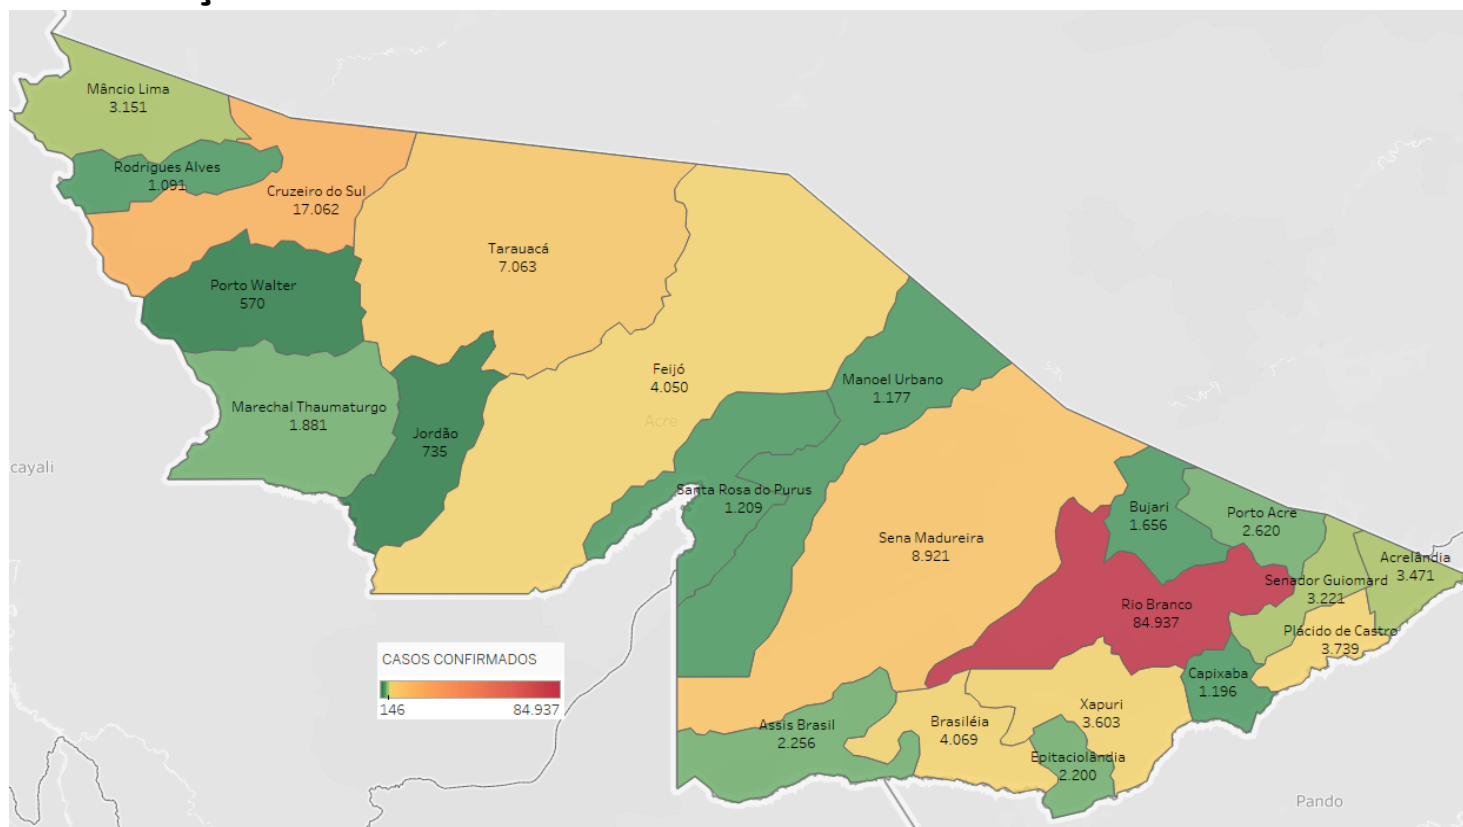 Mâncio Lima
3.151
Rodrigues Alves
1.091
Cruzeiro do Sul
17.062
Tarauacá
7.063
Porto Walter
570
Feijó
4.050
Manoel Urbano
1.177
Marechal Thaumaturgo
1.881
Acre
Jordão
735
cayali
Santa Rosa do Purus
1.209
Bujari
1.656
Porto Acre
2.620
Sena Madureira
8.921
Acrelândia
3.471
Senador Guiomard
3.221
Rio Branco
84.937
Plácido de Castro
3.739
CASOS CONFIRMADOS
146 84.937
Capixaba
1.196
Xapuri
3.603
Assis Brasil
2.256
Brasiléia
4.069
Epitaciolândia
2.200
Pando